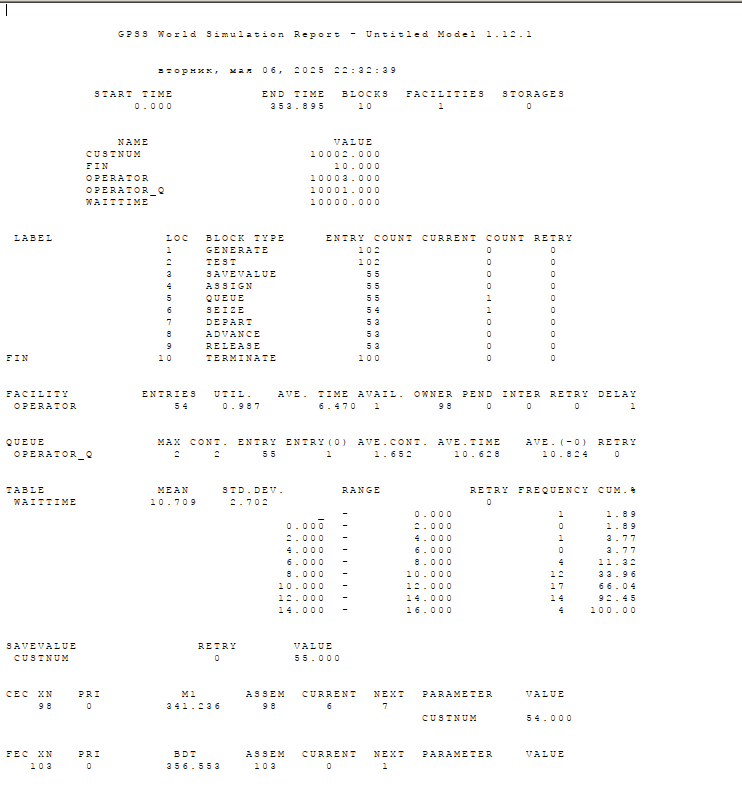 GPSS World Simulation Report - Untitled Model 1.12.1
вторник, мая 06, 2025 22:32:39
START TIME END TIME BLOCKS FACILITIES STORAGES
0.000 353.895 10 1 0
NAME VALUE
CUSTNUM 10002.000
FIN 10.000
OPERATOR 10003.000
OPERATOR_Q 10001.000
WAITTIME 10000.000
LABEL LOC BLOCK TYPE ENTRY COUNT CURRENT COUNT RETRY
1 GENERATE 102 0 0
2 TEST 102 0 0
3 SAVEVALUE 55 0 0
4 ASSIGN 55 0 0
5 QUEUE 55 1 0
6 SEIZE 54 1 0
7 DEPART 53 0 0
8 ADVANCE 53 0 0
9 RELEASE 53 0 0
FIN 10 TERMINATE 100 0 0
FACILITY ENTRIES UTIL. AVE. TIME AVAIL. OWNER PEND INTER RETRY DELAY
OPERATOR 54 0.987 6.470 1 98 0 0 0 1
QUEUE MAX CONT. ENTRY ENTRY(0) AVE.CONT. AVE.TIME AVE.(-0) RETRY
OPERATOR_Q 2 2 55 1 1.652 10.628 10.824 0
TABLE MEAN STD.DEV. RANGE RETRY FREQUENCY CUM.%
WAITTIME 10.709 2.702 0
_ - 0.000 1 1.89
0.000 - 2.000 0 1.89
2.000 - 4.000 1 3.77
4.000 - 6.000 0 3.77
6.000 - 8.000 4 11.32
8.000 - 10.000 12 33.96
10.000 - 12.000 17 66.04
12.000 - 14.000 14 92.45
14.000 - 16.000 4 100.00
SAVEVALUE RETRY VALUE
CUSTNUM 0 55.000
CEC XN PRI M1 ASSEM CURRENT NEXT PARAMETER VALUE
98 0 341.236 98 6 7
CUSTNUM 54.000
FEC XN PRI BDT ASSEM CURRENT NEXT PARAMETER VALUE
103 0 356.553 103 0 1